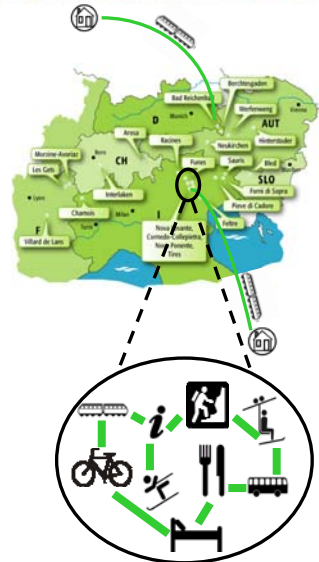 Berchtesgaden
Bad Reichenhall
D
Munich
Vienna
Werfenweng
AUT
Arosa
Racines
Neukirchen
Hinterstoder
Morzine-Avoriaz
Bern
CH
Funes
Sauris
Bled
Les Gets
SLO
Interlaken
Forni di Sopra
Lyon
Chamois
Milan
I
Pieve di Cadore
F
Turin
Feltre
Villard de Lans
Nova Levante,
Cornedo-Collepietra,
Nova Ponente,
Tires
i